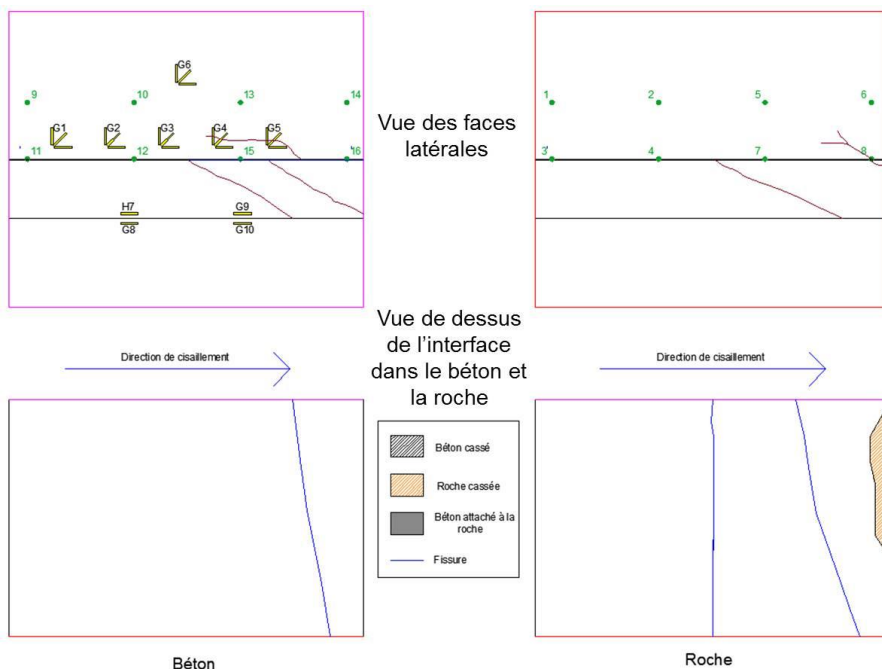 G6
9
10
13
14
G1
G2
G3
G4
G5
11
12
15
16
H7
G9
G8
G10
Vue des faces
latérales
1
2
5
6
3
4
7
8
Vue de dessus
de l'interface
dans le béton et
la roche
Direction de cisaillement
Direction de cisaillement
Béton cassé
Roche cassée
Béton attaché à la
roche
Fissure
Béton
Roche